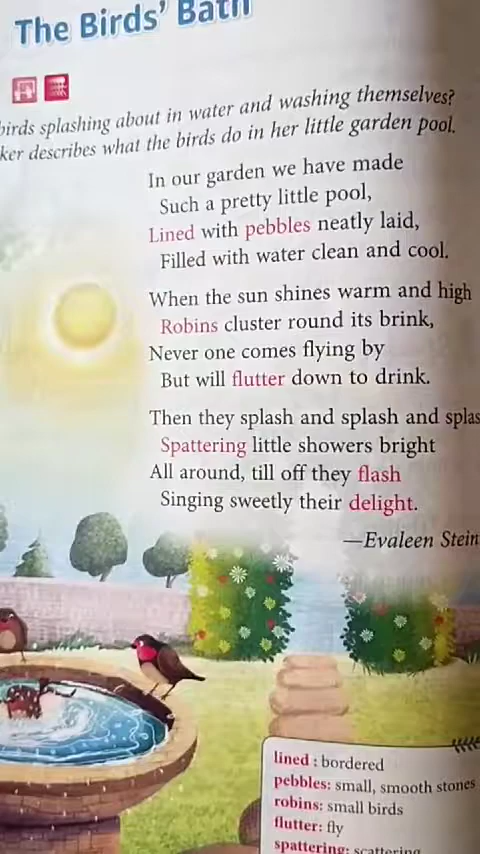 The Birds' Bath
birds splashing about in water and washing themselves?
ker describes what the birds do in her little garden pool.
In our garden we have made
Such a pretty little pool,
Lined with pebbles neatly laid,
Filled with water clean and cool.
When the sun shines warm and high
Robins cluster round its brink,
Never one comes flying by
But will flutter down to drink.
Then they splash and splash and splas
Spattering little showers bright
All around, till off they flash
Singing sweetly their delight.
—Evaleen Stein
lined : bordered
pebbles: small, smooth stones
robins: small birds
flutter: fly
spattering: scattering